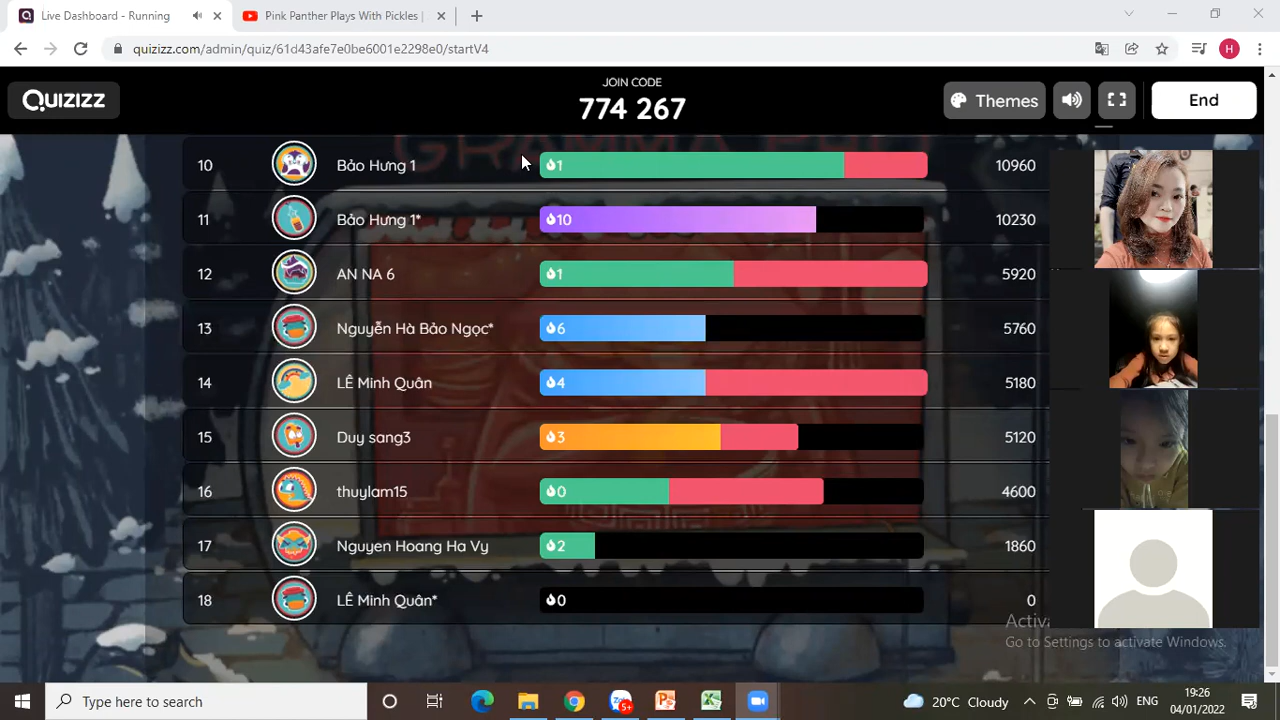 Live Dashboard - Running
Pink Panther Plays With Pickles |
quizizz.com/admin/quiz/61d43afe7e0be6001e2298e0/startV4
H
QUIZIZZ
JOIN CODE
774 267
Themes
End
10 Bảo Hưng 1 1 10960
11 Bảo Hưng 1* 10 10230
12 AN NA 6 1 5920
13 Nguyễn Hà Bảo Ngọc* 6 5760
14 LÊ Minh Quân 4 5180
15 Duy sang3 3 5120
16 thuylam15 0 4600
17 Nguyen Hoang Ha Vy 2 1860
18 LÊ Minh Quân* 0 0
Activ
Go to Settings to activate Windows.
Type here to search
5+
20°C Cloudy
ENG
19:26
04/01/2022